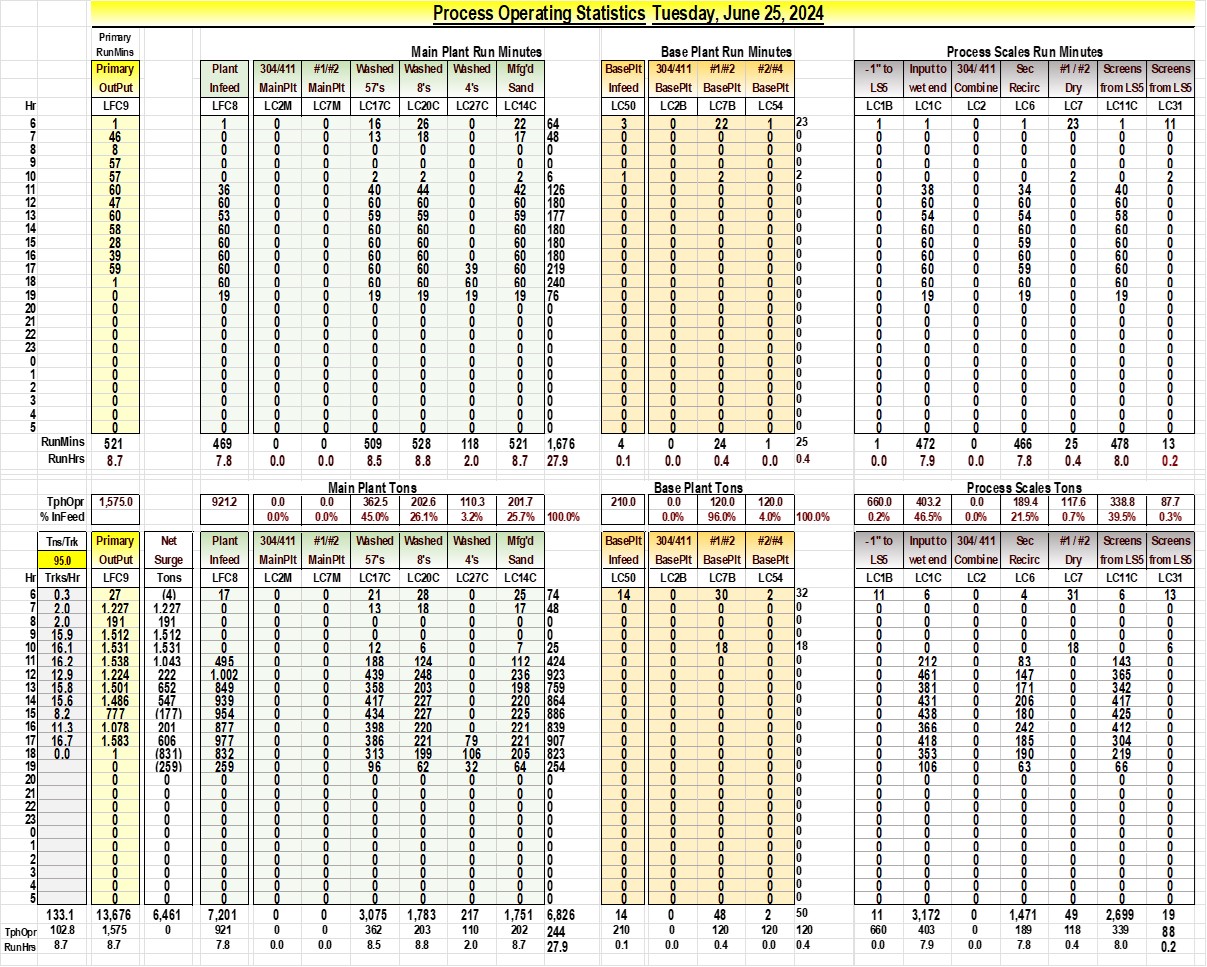 Process Operating Statistics Tuesday, June 25, 2024
Primary
RunMins Main Plant Run Minutes Base Plant Run Minutes Process Scales Run Minutes
Primary Plant 304/411 #1/#2 Washed Washed Washed Mfg'd BasePlt 304/411 #1/#2 #2/#4 -1" to Input to 304/ 411 Sec #1 / #2 Screens Screens
OutPut Infeed MainPlt MainPlt 57's 8's 4's Sand Infeed BasePlt BasePlt BasePlt LS5 wet end Combine Recirc Dry from LS5 from LS5
Hr LFC9 LFC8 LC2M LC7M LC17C LC20C LC27C LC14C LC50 LC2B LC7B LC54 LC1B LC1C LC2 LC6 LC7 LC11C LC31
6 1 1 0 0 16 26 0 22 64 3 0 22 1 23 1 1 0 1 23 1 11
7 46 0 0 0 13 18 0 17 48 0 0 0 0 0 0 0 0 0 0 0 0
8 8 0 0 0 0 0 0 0 0 0 0 0 0 0 0 0 0 0 0 0 0
9 57 0 0 0 0 0 0 0 0 0 0 0 0 0 0 0 0 0 0 0 0
10 57 0 0 0 2 2 0 2 6 1 0 2 0 2 0 0 0 0 2 0 2
11 60 36 0 0 40 44 0 42 126 0 0 0 0 0 0 38 0 34 0 40 0
12 47 60 0 0 60 60 0 60 180 0 0 0 0 0 0 60 0 60 0 60 0
13 60 53 0 0 59 59 0 59 177 0 0 0 0 0 0 54 0 54 0 58 0
14 58 60 0 0 60 60 0 60 180 0 0 0 0 0 0 60 0 60 0 60 0
15 28 60 0 0 60 60 0 60 180 0 0 0 0 0 0 60 0 59 0 60 0
16 39 60 0 0 60 60 0 60 180 0 0 0 0 0 0 60 0 60 0 60 0
17 59 60 0 0 60 60 39 60 219 0 0 0 0 0 0 60 0 59 0 60 0
18 1 60 0 0 60 60 60 60 240 0 0 0 0 0 0 60 0 60 0 60 0
19 0 19 0 0 19 19 19 19 76 0 0 0 0 0 0 19 0 19 0 19 0
20 0 0 0 0 0 0 0 0 0 0 0 0 0 0 0 0 0 0 0 0 0
21 0 0 0 0 0 0 0 0 0 0 0 0 0 0 0 0 0 0 0 0 0
22 0 0 0 0 0 0 0 0 0 0 0 0 0 0 0 0 0 0 0 0 0
23 0 0 0 0 0 0 0 0 0 0 0 0 0 0 0 0 0 0 0 0 0
0 0 0 0 0 0 0 0 0 0 0 0 0 0 0 0 0 0 0 0 0 0
1 0 0 0 0 0 0 0 0 0 0 0 0 0 0 0 0 0 0 0 0 0
2 0 0 0 0 0 0 0 0 0 0 0 0 0 0 0 0 0 0 0 0 0
3 0 0 0 0 0 0 0 0 0 0 0 0 0 0 0 0 0 0 0 0 0
4 0 0 0 0 0 0 0 0 0 0 0 0 0 0 0 0 0 0 0 0 0
5 0 0 0 0 0 0 0 0 0 0 0 0 0 0 0 0 0 0 0 0 0
RunMins 521 469 0 0 509 528 118 521 1,676 4 0 24 1 25 1 472 0 466 25 478 13
RunHrs 8.7 7.8 0.0 0.0 8.5 8.8 2.0 8.7 27.9 0.1 0.0 0.4 0.0 0.4 0.0 7.9 0.0 7.8 0.4 8.0 0.2
Main Plant Tons Base Plant Tons Process Scales Tons
TphOpr 1,575.0 921.2 0.0 0.0 362.5 202.6 110.3 201.7 210.0 0.0 120.0 120.0 660.0 403.2 0.0 189.4 117.6 338.8 87.7
% InFeed 0.0% 0.0% 45.0% 26.1% 3.2% 25.7% 100.0% 0.0% 96.0% 4.0% 100.0% 0.2% 46.5% 0.0% 21.5% 0.7% 39.5% 0.3%
Tns/Trk Primary Net Plant 304/411 #1/#2 Washed Washed Washed Mfg'd BasePlt 304/411 #1/#2 #2/#4 -1" to Input to 304/ 411 Sec #1 / #2 Screens Screens
95.0 OutPut Surge Infeed MainPlt MainPlt 57's 8's 4's Sand Infeed BasePlt BasePlt BasePlt LS5 wet end Combine Recirc Dry from LS5 from LS5
Hr Trks/Hr LFC9 Tons LFC8 LC2M LC7M LC17C LC20C LC27C LC14C LC50 LC2B LC7B LC54 LC1B LC1C LC2 LC6 LC7 LC11C LC31
6 0.3 27 (4) 17 0 0 21 28 0 25 74 14 0 30 2 32 11 6 0 4 31 6 13
7 2.0 1.227 1.227 0 0 0 13 18 0 17 48 0 0 0 0 0 0 0 0 0 0 0 0
8 2.0 191 191 0 0 0 0 0 0 0 0 0 0 0 0 0 0 0 0 0 0 0 0
9 15.9 1.512 1.512 0 0 0 0 0 0 0 0 0 0 0 0 0 0 0 0 0 0 0 0
10 16.1 1.531 1.531 0 0 0 12 6 0 7 25 0 0 18 0 18 0 0 0 0 18 0 6
11 16.2 1.538 1.043 495 0 0 188 124 0 112 424 0 0 0 0 0 0 212 0 83 0 143 0
12 12.9 1.224 222 1.002 0 0 439 248 0 236 923 0 0 0 0 0 0 461 0 147 0 365 0
13 15.8 1.501 652 849 0 0 358 203 0 198 759 0 0 0 0 0 0 381 0 171 0 342 0
14 15.6 1.486 547 939 0 0 417 227 0 220 864 0 0 0 0 0 0 431 0 206 0 417 0
15 8.2 777 (177) 954 0 0 434 227 0 225 886 0 0 0 0 0 0 438 0 180 0 425 0
16 11.3 1.078 201 877 0 0 398 220 0 221 839 0 0 0 0 0 0 366 0 242 0 412 0
17 16.7 1.583 606 977 0 0 386 221 79 221 907 0 0 0 0 0 0 418 0 185 0 304 0
18 0.0 1 (831) 832 0 0 313 199 106 205 823 0 0 0 0 0 0 353 0 190 0 219 0
19 0 (259) 259 0 0 96 62 32 64 254 0 0 0 0 0 0 106 0 63 0 66 0
20 0 0 0 0 0 0 0 0 0 0 0 0 0 0 0 0 0 0 0 0 0 0
21 0 0 0 0 0 0 0 0 0 0 0 0 0 0 0 0 0 0 0 0 0 0
22 0 0 0 0 0 0 0 0 0 0 0 0 0 0 0 0 0 0 0 0 0 0
23 0 0 0 0 0 0 0 0 0 0 0 0 0 0 0 0 0 0 0 0 0 0
0 0 0 0 0 0 0 0 0 0 0 0 0 0 0 0 0 0 0 0 0 0 0
1 0 0 0 0 0 0 0 0 0 0 0 0 0 0 0 0 0 0 0 0 0 0
2 0 0 0 0 0 0 0 0 0 0 0 0 0 0 0 0 0 0 0 0 0 0
3 0 0 0 0 0 0 0 0 0 0 0 0 0 0 0 0 0 0 0 0 0 0
4 0 0 0 0 0 0 0 0 0 0 0 0 0 0 0 0 0 0 0 0 0 0
5 0 0 0 0 0 0 0 0 0 0 0 0 0 0 0 0 0 0 0 0 0 0
133.1 13,676 6,461 7,201 0 0 3,075 1,783 217 1,751 6,826 14 0 48 2 50 11 3,172 0 1,471 49 2,699 19
TphOpr 102.8 1,575 0 921 0 0 362 203 110 202 244 210 0 120 120 120 660 403 0 189 118 339 88
RunHrs 8.7 8.7 7.8 0.0 0.0 8.5 8.8 2.0 8.7 27.9 0.1 0.0 0.4 0.0 0.4 0.0 7.9 0.0 7.8 0.4 8.0 0.2